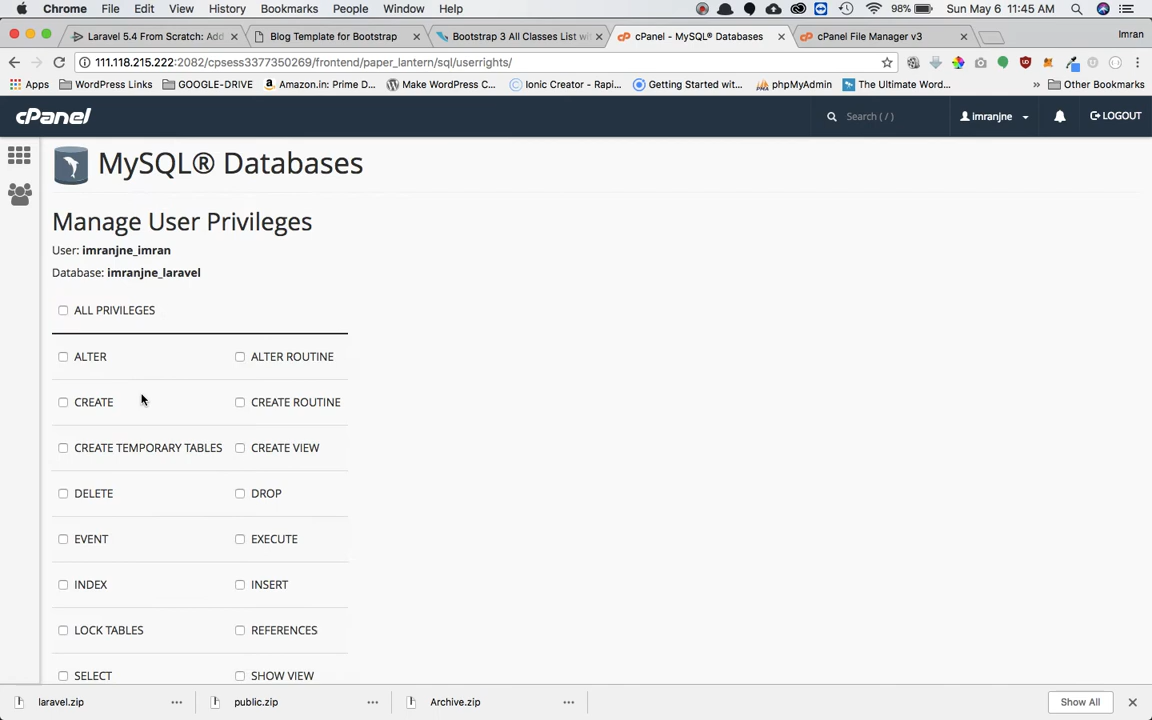 Chrome File Edit View History Bookmarks People Window Help 98% Sun May 6 11:45 AM
Laravel 5.4 From Scratch: Add
Blog Template for Bootstrap
Bootstrap 3 All Classes List wit
cPanel - MySQL® Databases
cPanel File Manager v3
Imran
111.118.215.222:2082/cpsess3377350269/frontend/paper_lantern/sql/userrights/
Apps WordPress Links GOOGLE-DRIVE Amazon.in: Prime D... Make WordPress C... Ionic Creator - Rapi... Getting Started wit... phpMyAdmin The Ultimate Word... » Other Bookmarks
cPanel Search ( / ) imranjne LOGOUT
MySQL® Databases
Manage User Privileges
User: imranjne_imran
Database: imranjne_laravel
ALL PRIVILEGES
ALTER ALTER ROUTINE
CREATE CREATE ROUTINE
CREATE TEMPORARY TABLES CREATE VIEW
DELETE DROP
EVENT EXECUTE
INDEX INSERT
LOCK TABLES REFERENCES
SELECT SHOW VIEW
laravel.zip public.zip Archive.zip Show All